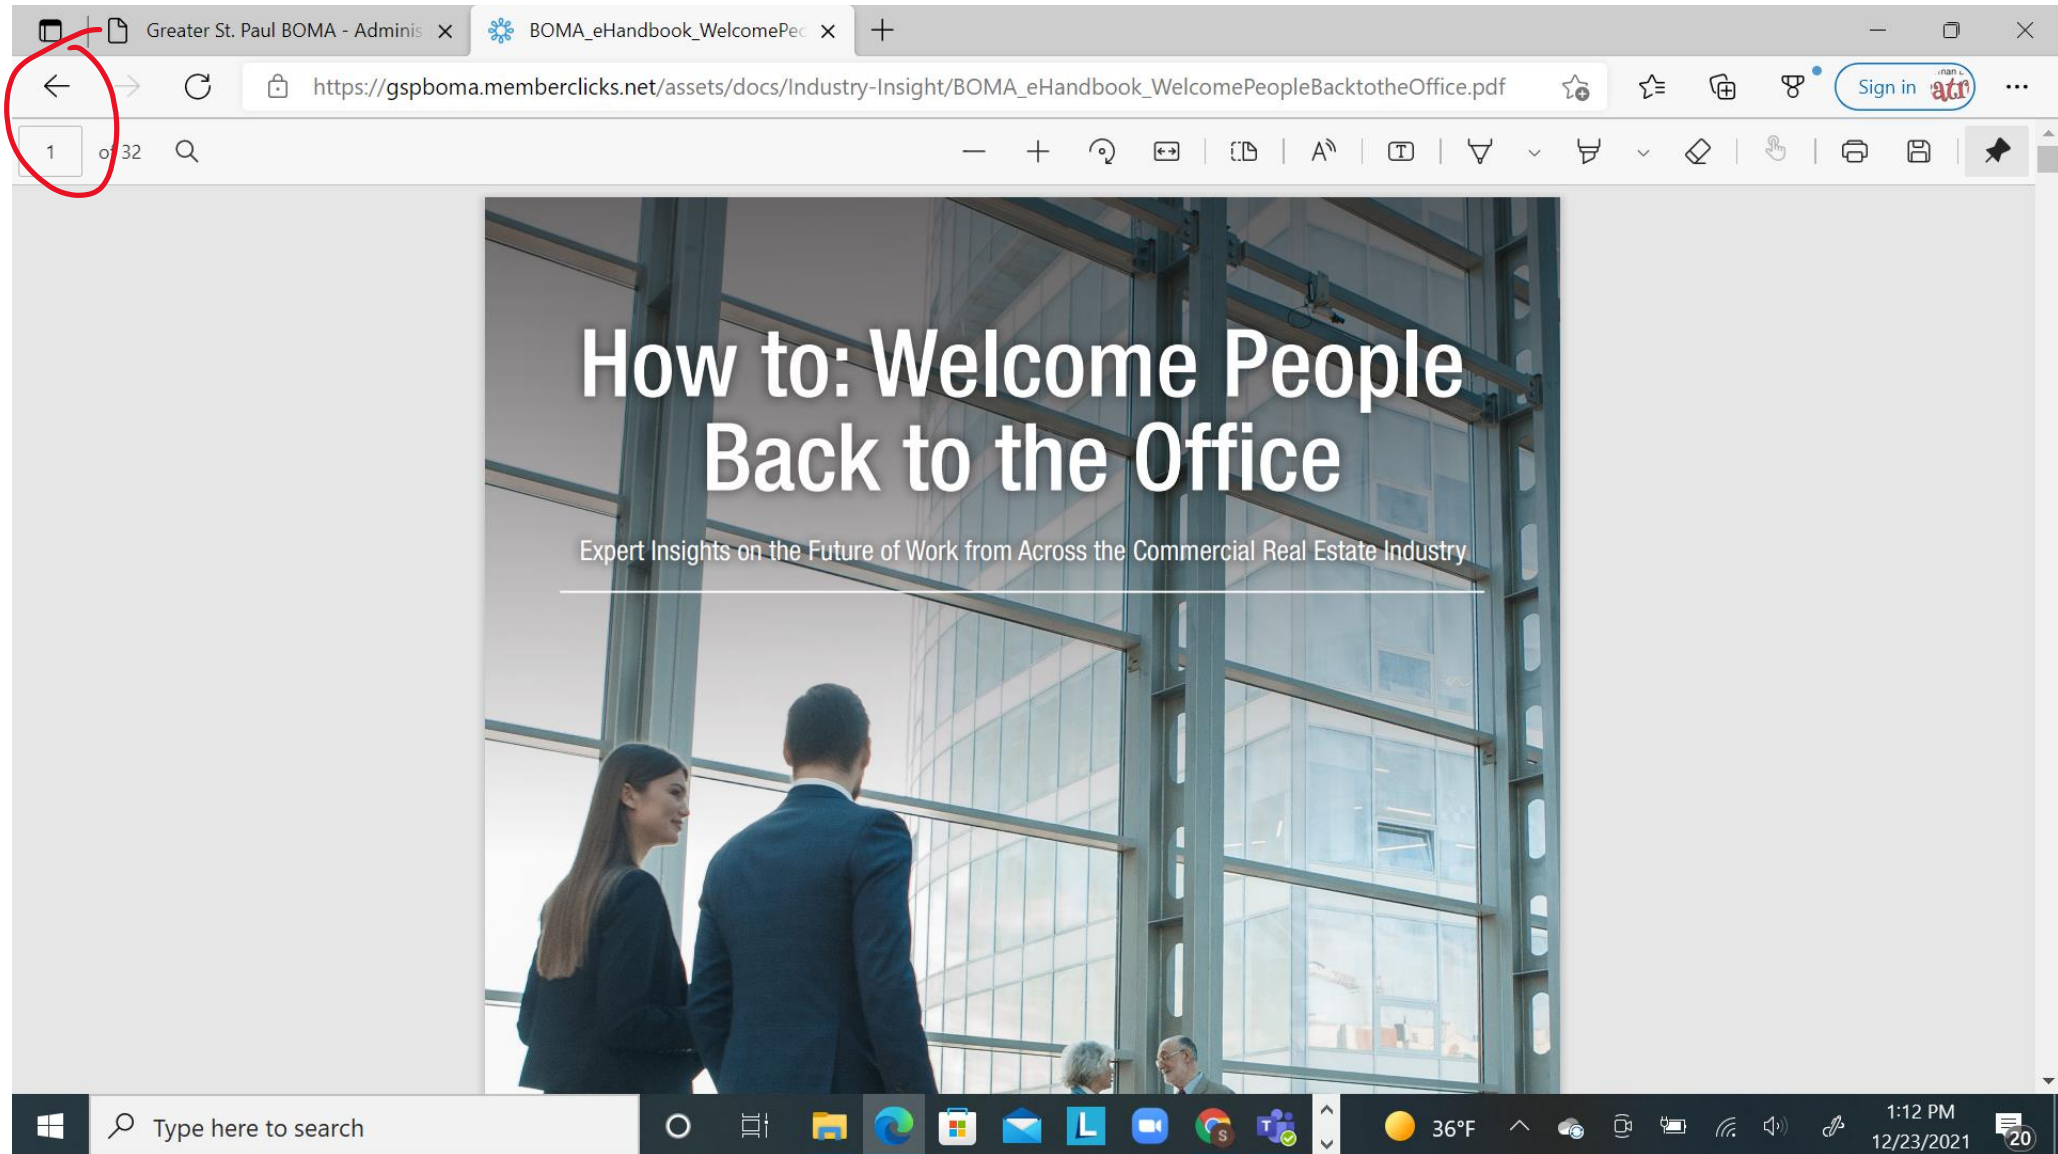 Greater St. Paul BOMA - Adminis
BOMA_eHandbook_WelcomePeo
https://gspboma.memberclicks.net/assets/docs/Industry-Insight/BOMA_eHandbook_WelcomePeopleBacktotheOffice.pdf
Sign in
1 of 32
How to: Welcome People
Back to the Office
Expert Insights on the Future of Work from Across the Commercial Real Estate Industry
Type here to search
36°F
1:12 PM
12/23/2021
20